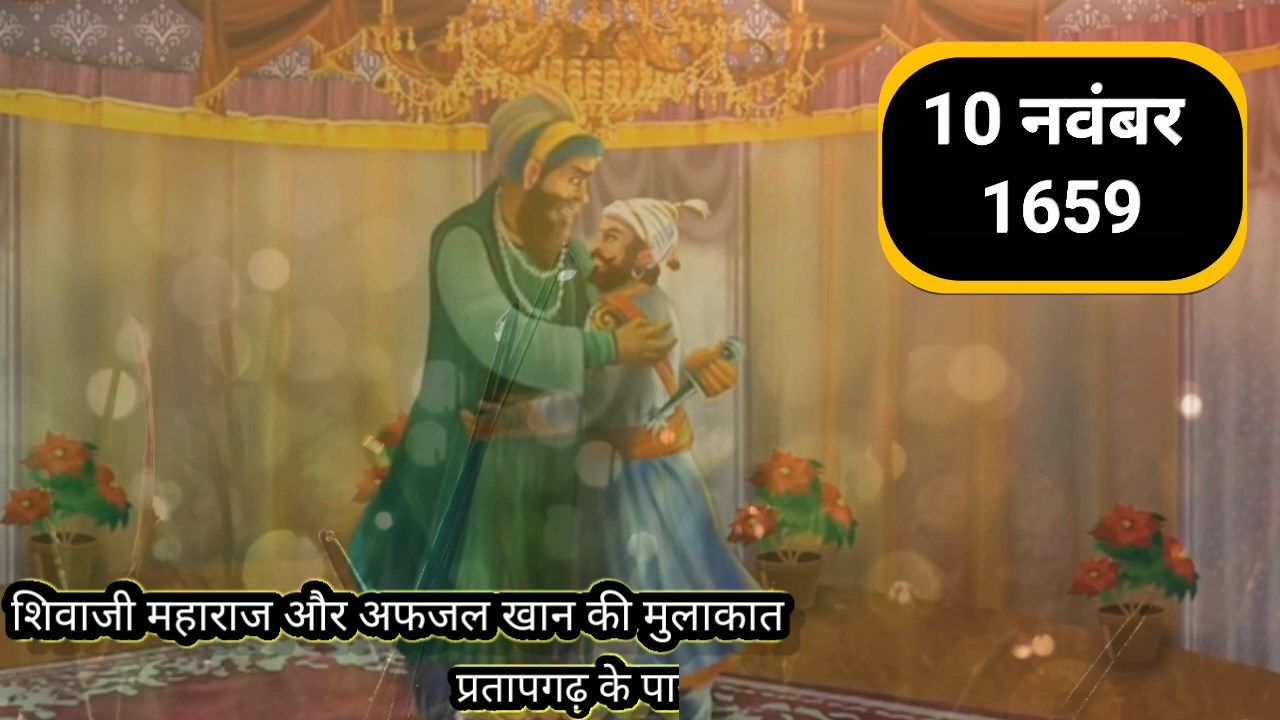 10 नवंबर
1659
शिवाजी महाराज और अफजल खान की मुलाकात
प्रतापगढ़ के पा